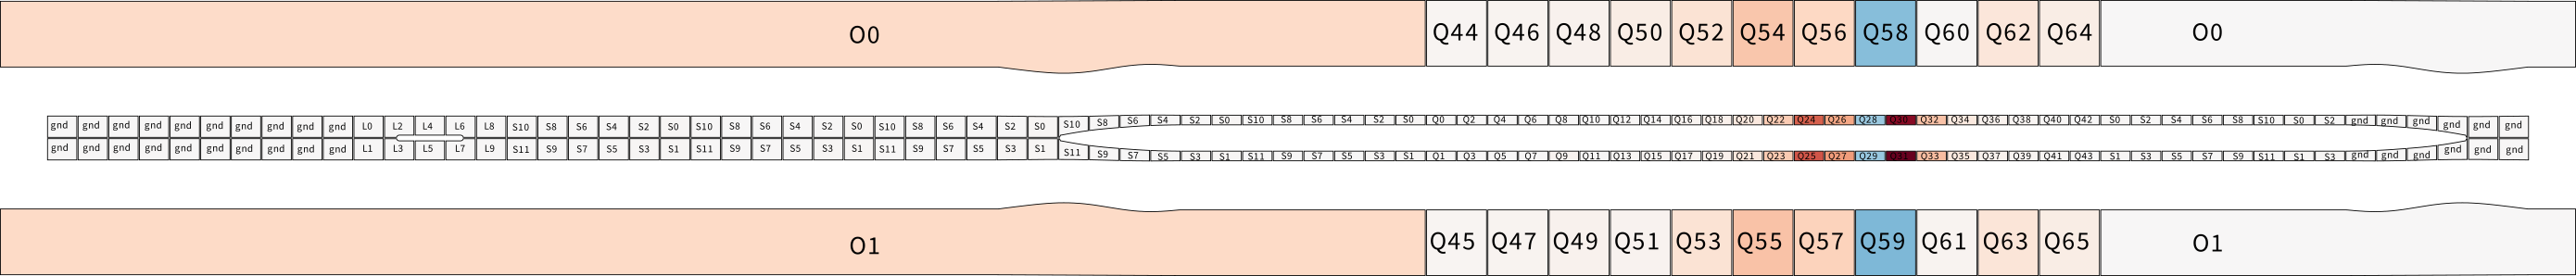 O0 Q44 Q46 Q48 Q50 Q52 Q54 Q56 Q58 Q60 Q62 Q64 O0
gnd gnd gnd gnd gnd gnd gnd gnd gnd gnd L0 L2 L4 L6 L8 S10 S8 S6 S4 S2 S0 S10 S8 S6 S4 S2 S0 S10 S8 S6 S4 S2 S0 S10 S8 S6 S4 S2 S0 S10 S8 S6 S4 S2 S0 Q0 Q2 Q4 Q6 Q8 Q10 Q12 Q14 Q16 Q18 Q20 Q22 Q24 Q26 Q28 Q30 Q32 Q34 Q36 Q38 Q40 Q42 S0 S2 S4 S6 S8 S10 S0 S2 gnd gnd gnd gnd gnd gnd
gnd gnd gnd gnd gnd gnd gnd gnd gnd gnd L1 L3 L5 L7 L9 S11 S9 S7 S5 S3 S1 S11 S9 S7 S5 S3 S1 S11 S9 S7 S5 S3 S1 S11 S9 S7 S5 S3 S1 S11 S9 S7 S5 S3 S1 Q1 Q3 Q5 Q7 Q9 Q11 Q13 Q15 Q17 Q19 Q21 Q23 Q25 Q27 Q29 Q31 Q33 Q35 Q37 Q39 Q41 Q43 S1 S3 S5 S7 S9 S11 S1 S3 gnd gnd gnd gnd gnd gnd
O1 Q45 Q47 Q49 Q51 Q53 Q55 Q57 Q59 Q61 Q63 Q65 O1